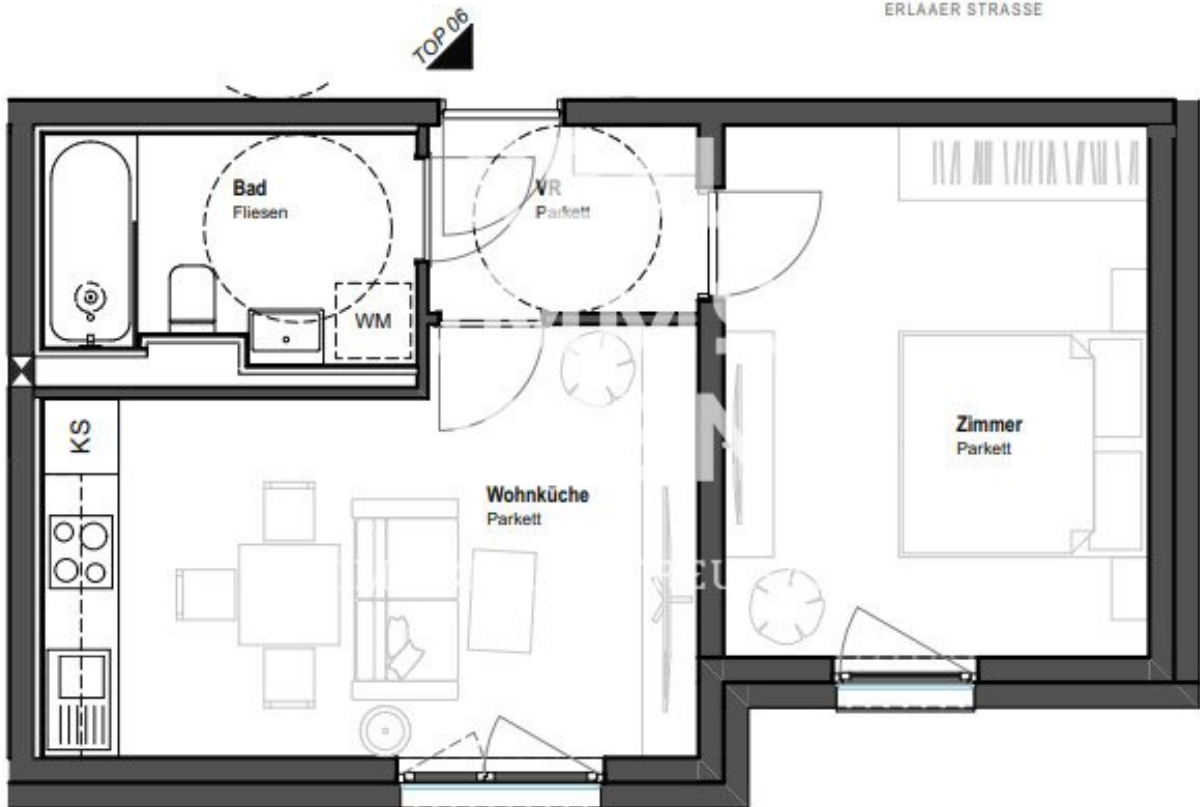 ERLAAER STRASSE
TOP 06
Bad
Fliesen
VR
Parkett
WM
KS
Zimmer
Parkett
Wohnküche
Parkett